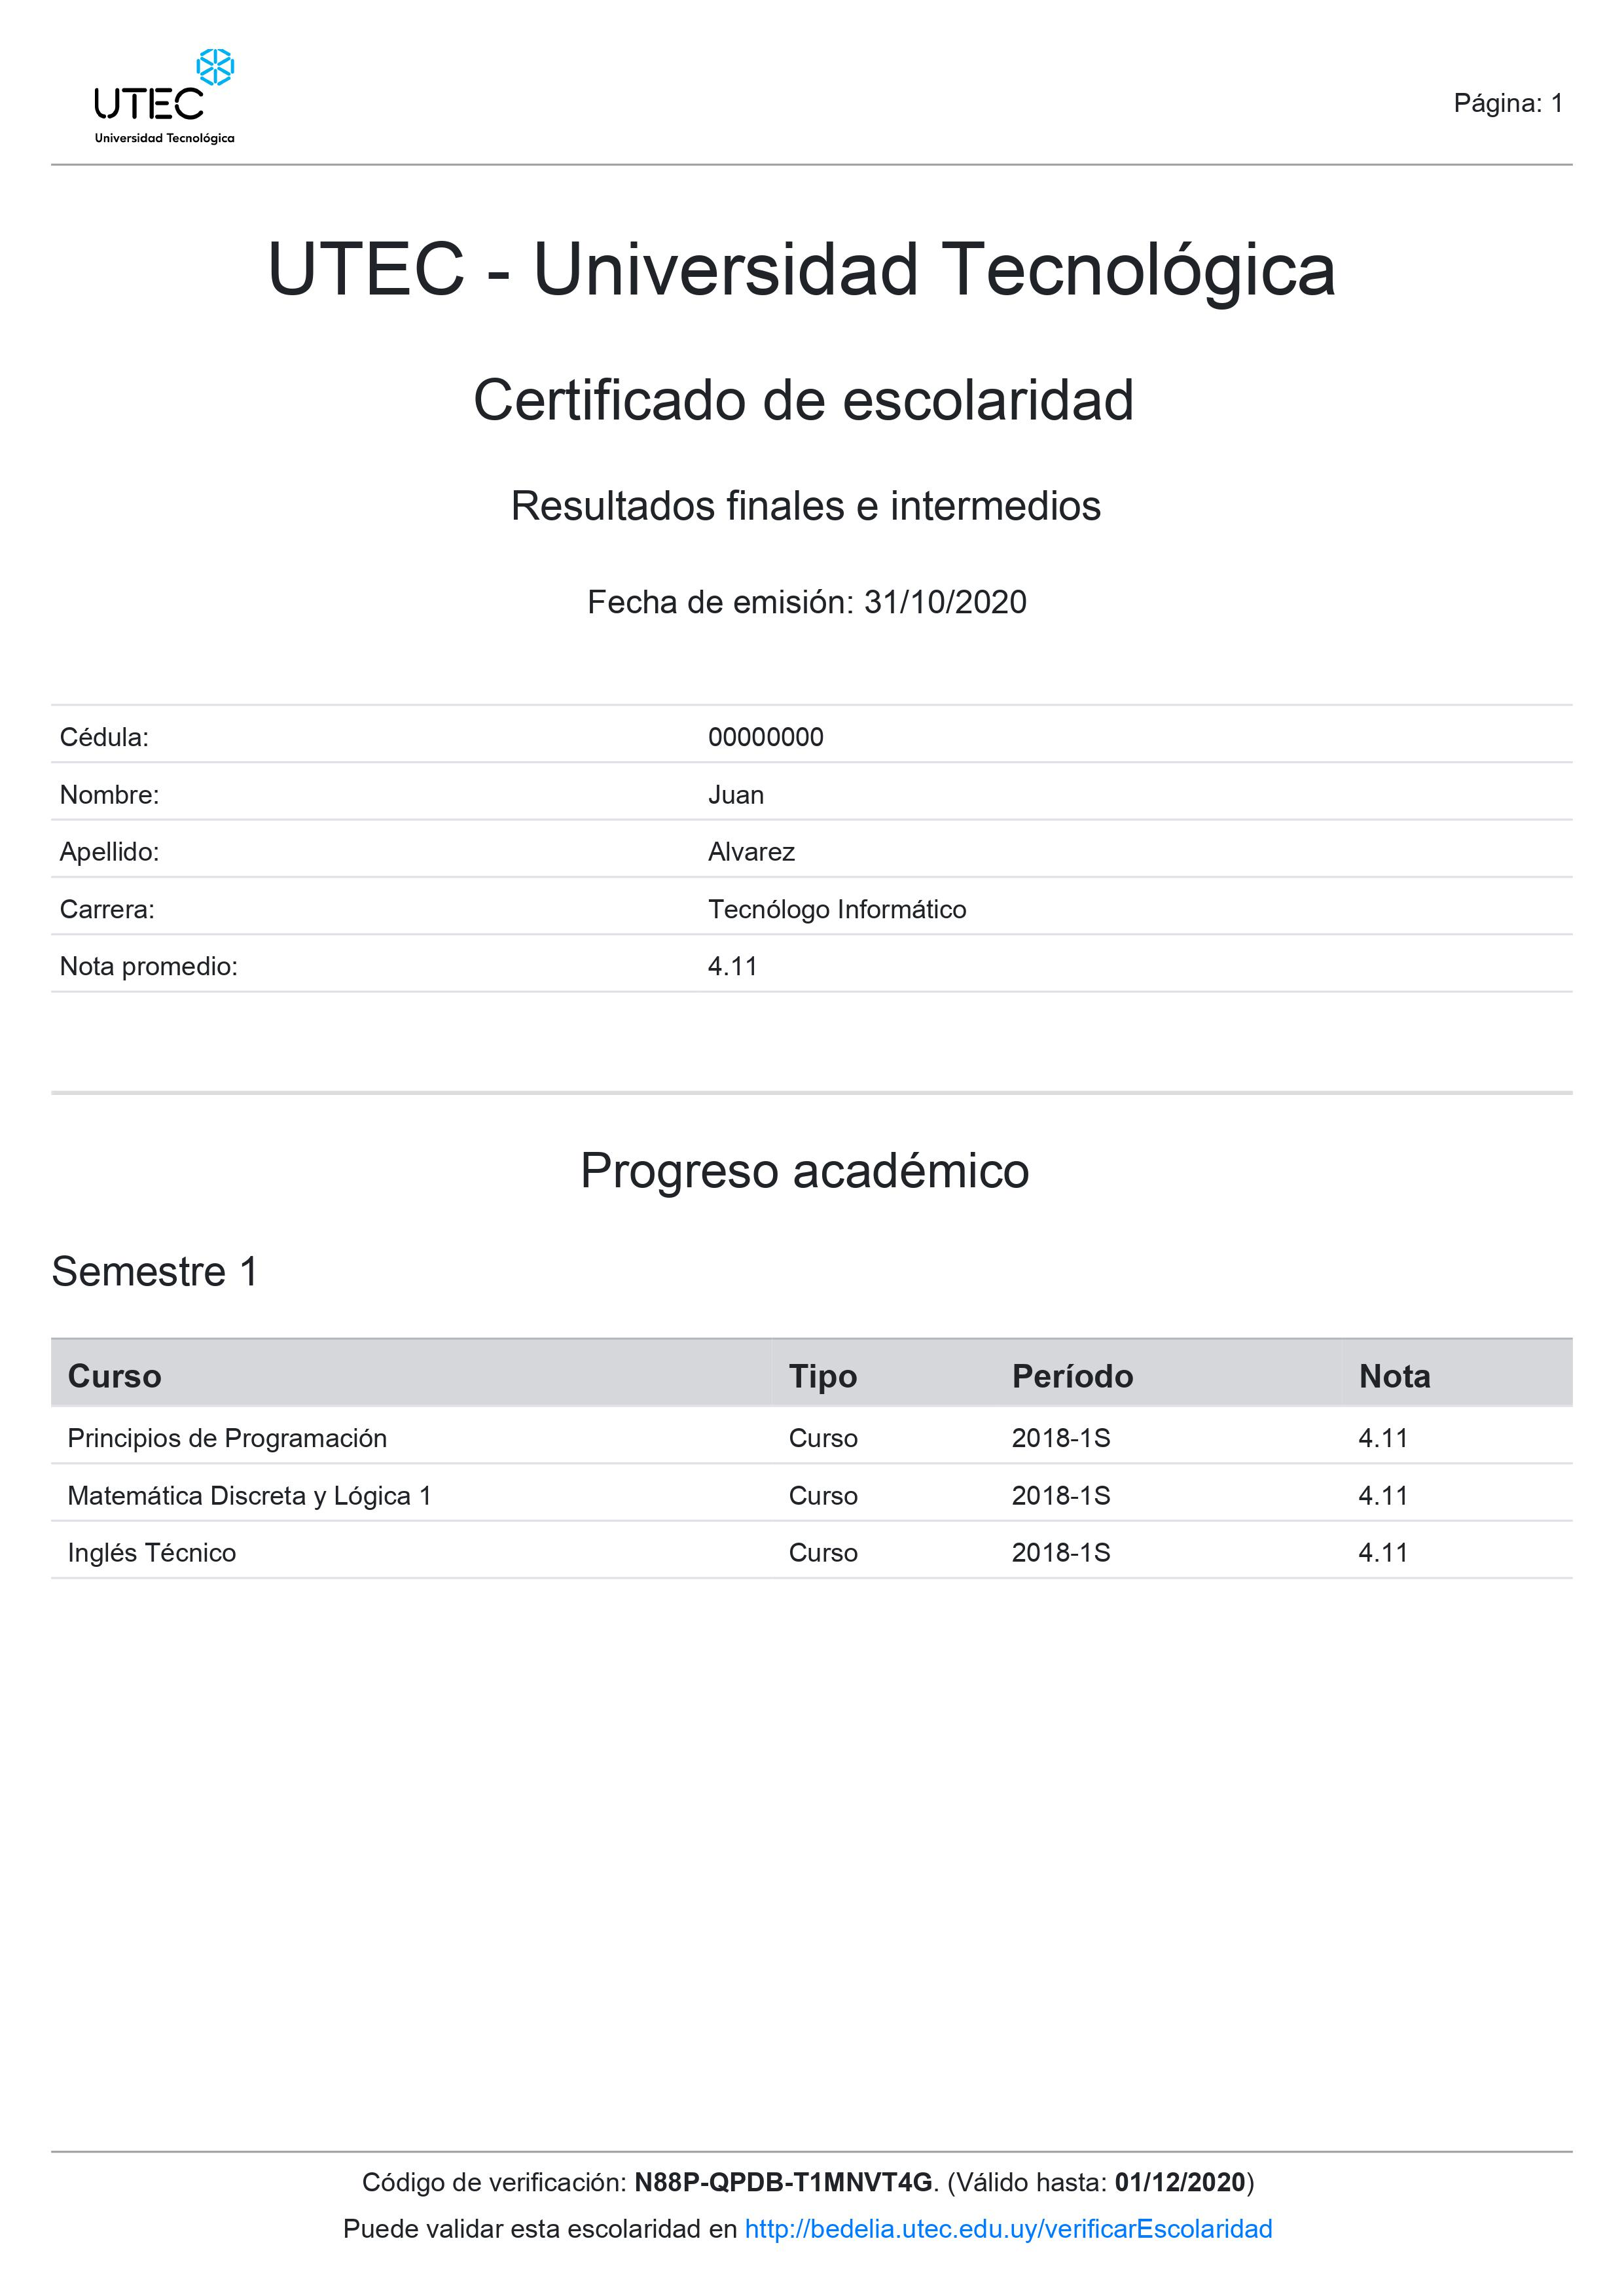 UTEC
Universidad Tecnológica
Página: 1
UTEC - Universidad Tecnológica
Certificado de escolaridad
Resultados finales e intermedios
Fecha de emisión: 31/10/2020
Cédula: 00000000
Nombre: Juan
Apellido: Alvarez
Carrera: Tecnólogo Informático
Nota promedio: 4.11
Progreso académico
Semestre 1
Curso Tipo Período Nota
Principios de Programación Curso 2018-1S 4.11
Matemática Discreta y Lógica 1 Curso 2018-1S 4.11
Inglés Técnico Curso 2018-1S 4.11
Código de verificación: N88P-QPDB-T1MNVT4G. (Válido hasta: 01/12/2020)
Puede validar esta escolaridad en http://bedelia.utec.edu.uy/verificarEscolaridad